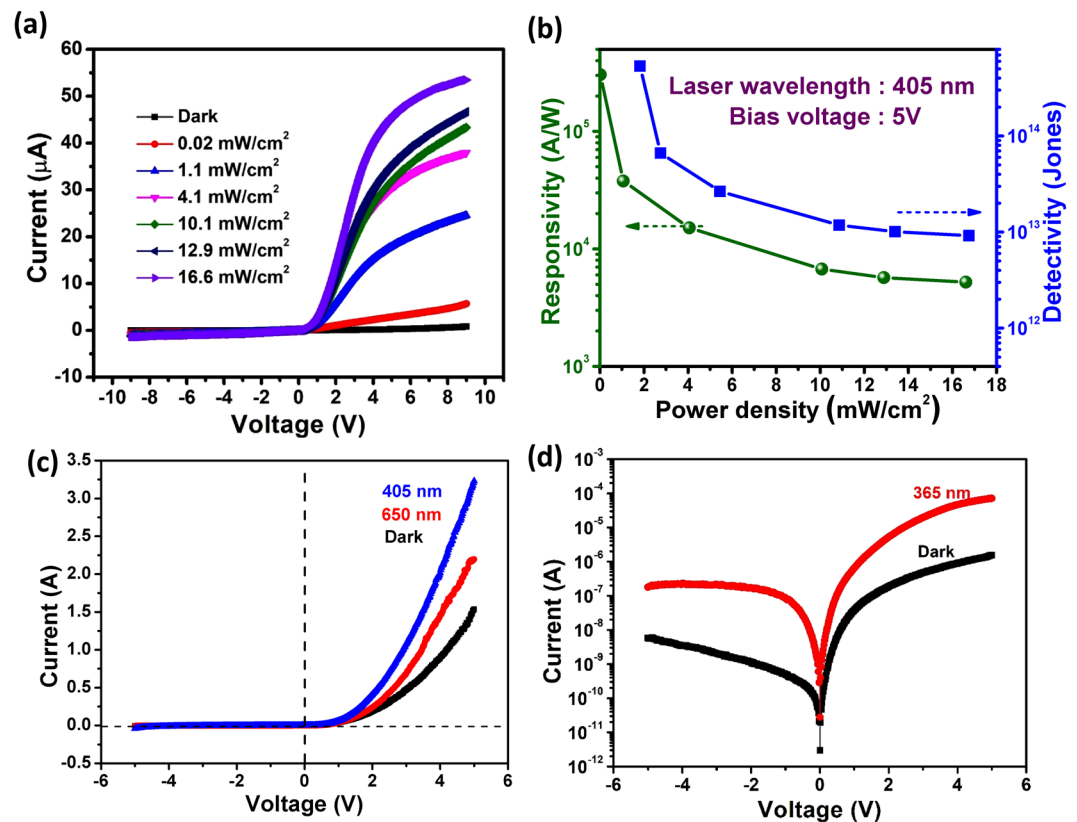 (a)
60
50
40
30
20
10
0
-10
Current (μA)
Dark
0.02 mW/cm²
1.1 mW/cm²
4.1 mW/cm²
10.1 mW/cm²
12.9 mW/cm²
16.6 mW/cm²
-10 -8 -6 -4 -2 0 2 4 6 8 10
Voltage (V)
(b)
Laser wavelength : 405 nm
Bias voltage : 5V
10⁵
10⁴
10³
Responsivity (A/W)
10¹⁴
10¹³
10¹²
Detectivity (Jones)
0 2 4 6 8 10 12 14 16 18
Power density (mW/cm²)
(c)
3.5
3.0
2.5
2.0
1.5
1.0
0.5
0.0
-0.5
Current (A)
405 nm
650 nm
Dark
-6 -4 -2 0 2 4 6
Voltage (V)
(d)
10⁻³
10⁻⁴
10⁻⁵
10⁻⁶
10⁻⁷
10⁻⁸
10⁻⁹
10⁻¹⁰
10⁻¹¹
10⁻¹²
Current (A)
365 nm
Dark
-6 -4 -2 0 2 4 6
Voltage (V)